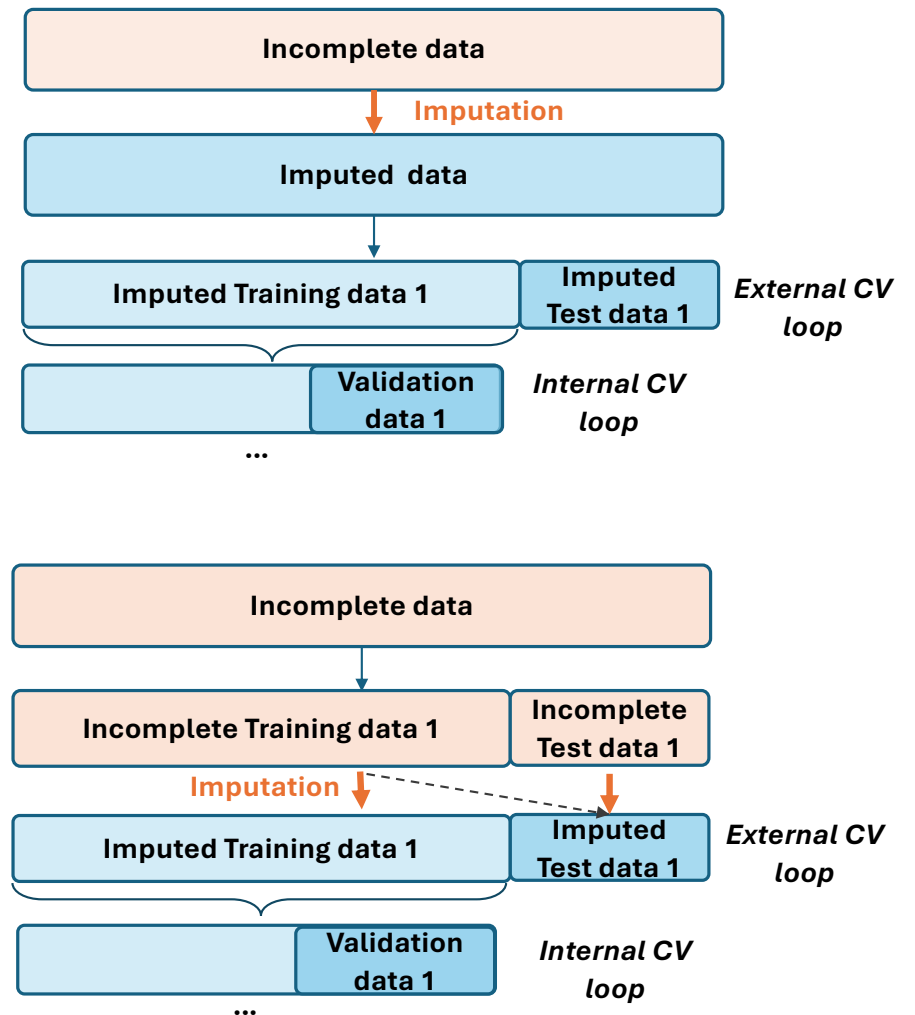 Incomplete data
Imputation
Imputed data
Imputed Training data 1
Imputed
Test data 1
External CV
loop
Validation
data 1
Internal CV
loop
...
Incomplete data
Incomplete Training data 1
Incomplete
Test data 1
Imputation
Imputed Training data 1
Imputed
Test data 1
External CV
loop
Validation
data 1
Internal CV
loop
...